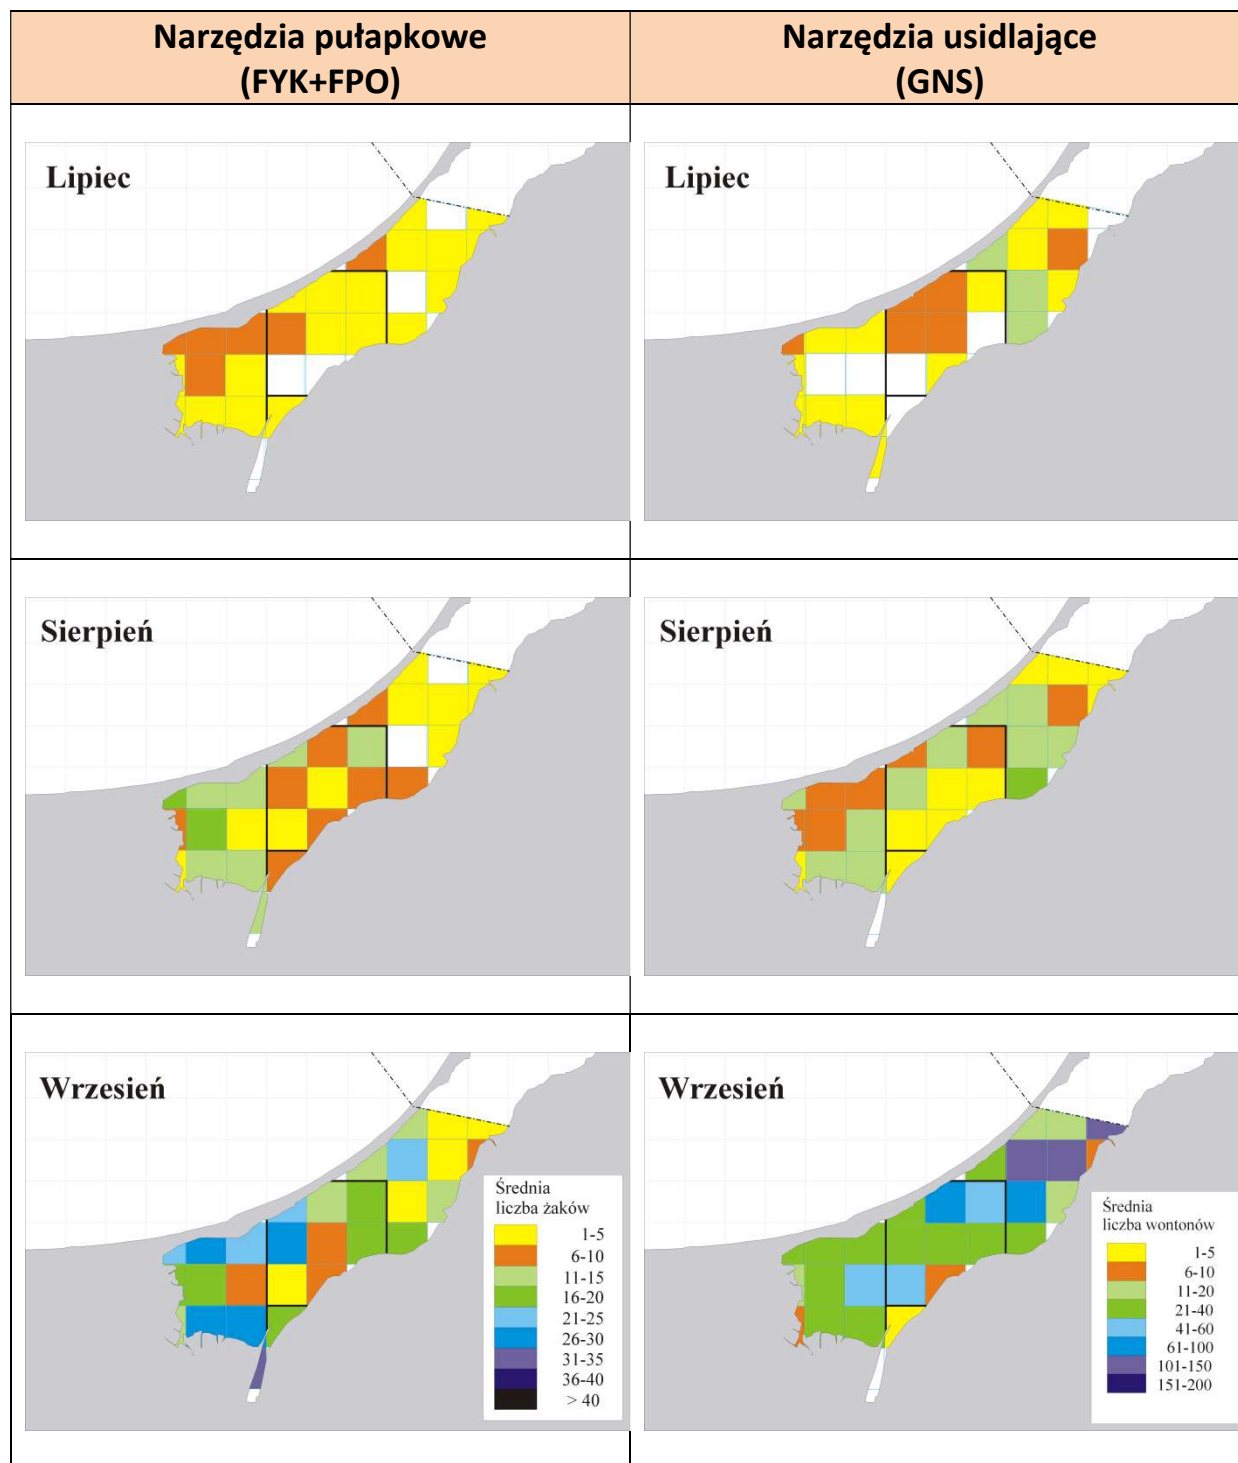 Narzędzia pułapkowe
(FYK+FPO)
Narzędzia usidlające
(GNS)
Lipiec
Lipiec
Sierpień
Sierpień
Wrzesień
Średnia
liczba żaków
1-5
6-10
11-15
16-20
21-25
26-30
31-35
36-40
> 40
Wrzesień
Średnia
liczba wontonów
1-5
6-10
11-20
21-40
41-60
61-100
101-150
151-200